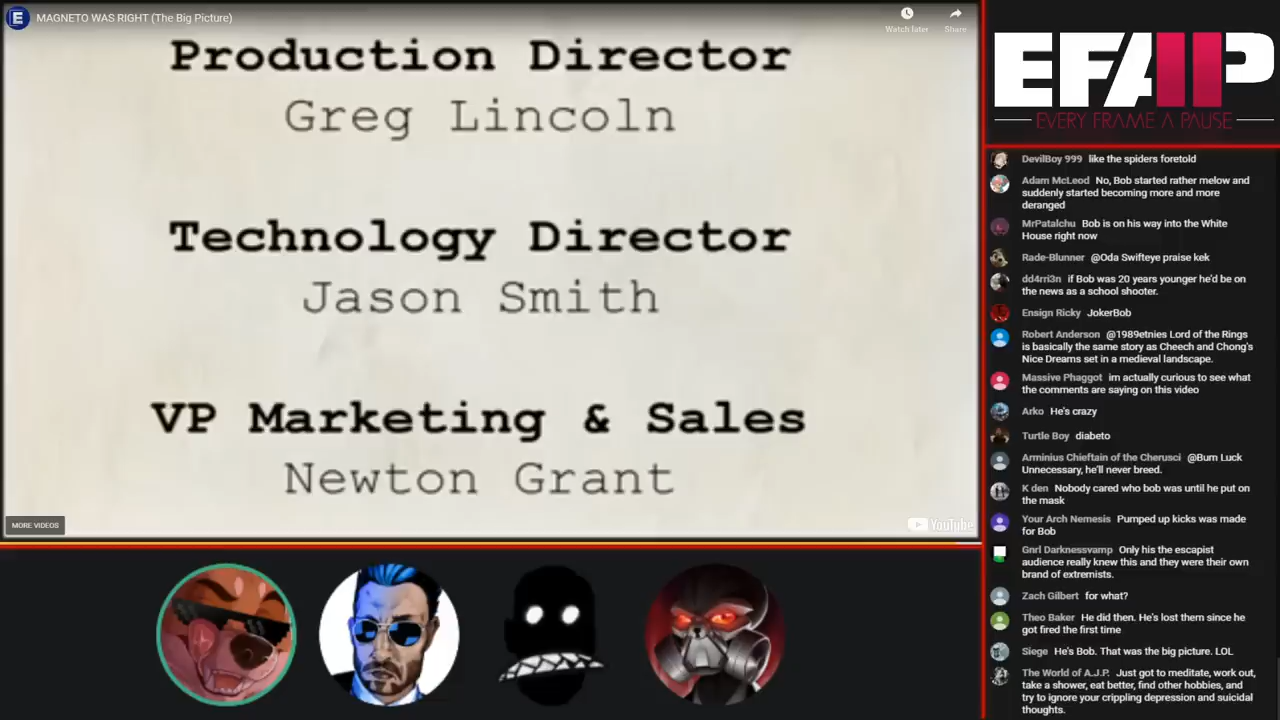 MAGNETO WAS RIGHT (The Big Picture)
Watch later
Share
Production Director
Greg Lincoln
Technology Director
Jason Smith
VP Marketing & Sales
Newton Grant
MORE VIDEOS
YouTube
EFAP
EVERY FRAME A PAUSE
DevilBoy 999 like the spiders foretold
Adam McLeod No, Bob started rather melow and
suddenly started becoming more and more
deranged
MrPatalchu Bob is on his way into the White
House right now
Rade-Blunner @Oda Swifteye praise kek
dd4rri3n if Bob was 20 years younger he'd be on
the news as a school shooter.
Ensign Ricky JokerBob
Robert Anderson @1989etnies Lord of the Rings
is basically the same story as Cheech and Chong's
Nice Dreams set in a medieval landscape.
Massive Phaggot im actually curious to see what
the comments are saying on this video
Arko He's crazy
Turtle Boy diabeto
Arminius Chieftain of the Cherusci @Burn Luck
Unnecessary, he'll never breed.
K den Nobody cared who bob was until he put on
the mask
Your Arch Nemesis Pumped up kicks was made
for Bob
Gnrl Darknessvamp Only his the escapist
audience really knew this and they were their own
brand of extremists.
Zach Gilbert for what?
Theo Baker He did then. He's lost them since he
got fired the first time
Siege He's Bob. That was the big picture. LOL
The World of A.J.P. Just got to meditate, work out,
take a shower, eat better, find other hobbies, and
try to ignore your crippling depression and suicidal
thoughts.